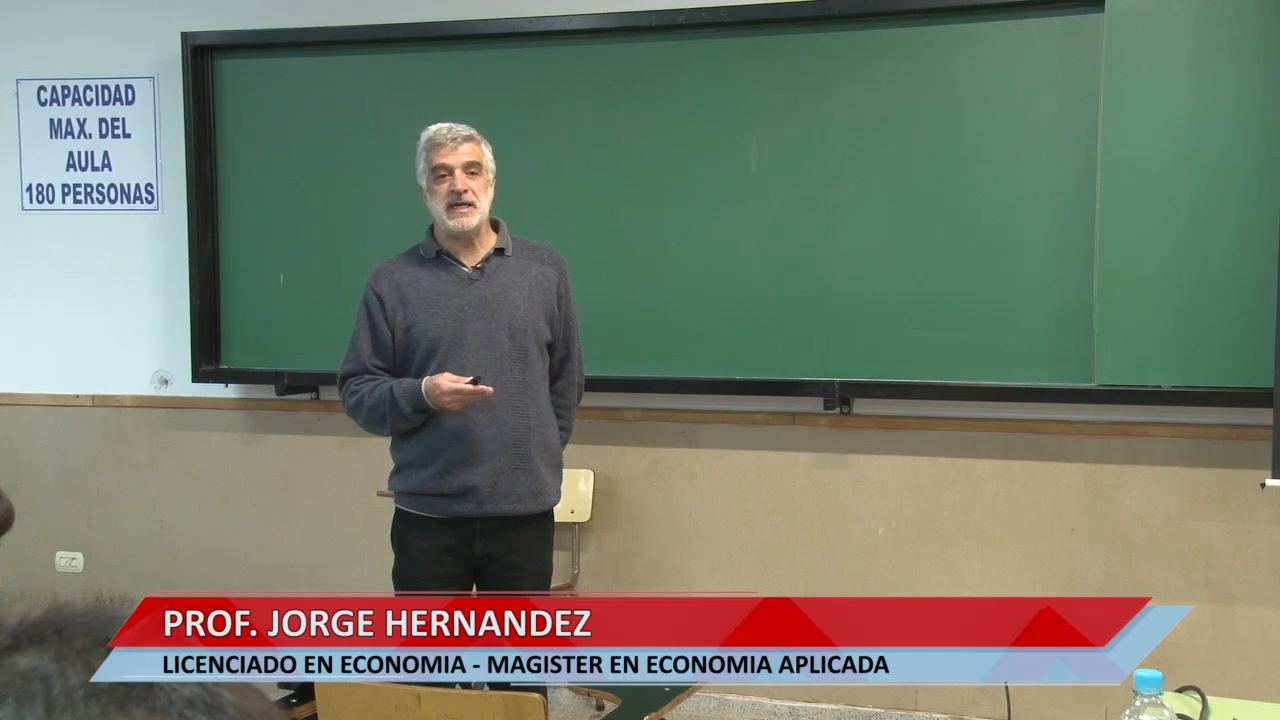 CAPACIDAD
MAX. DEL
AULA
180 PERSONAS
PROF. JORGE HERNANDEZ
LICENCIADO EN ECONOMIA - MAGISTER EN ECONOMIA APLICADA